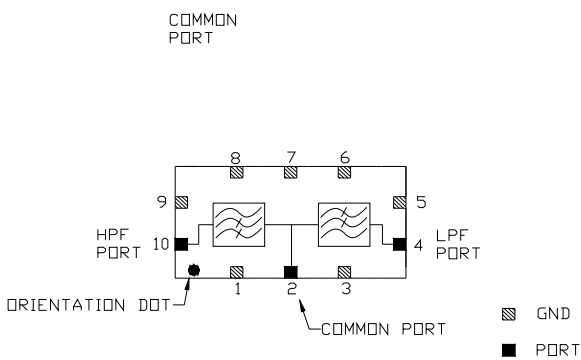 COMMON
PORT
8 7 6
9 5
HPF
PORT
10
4
LPF
PORT
1 2 3
ORIENTATION DOT
COMMON PORT
GND
PORT